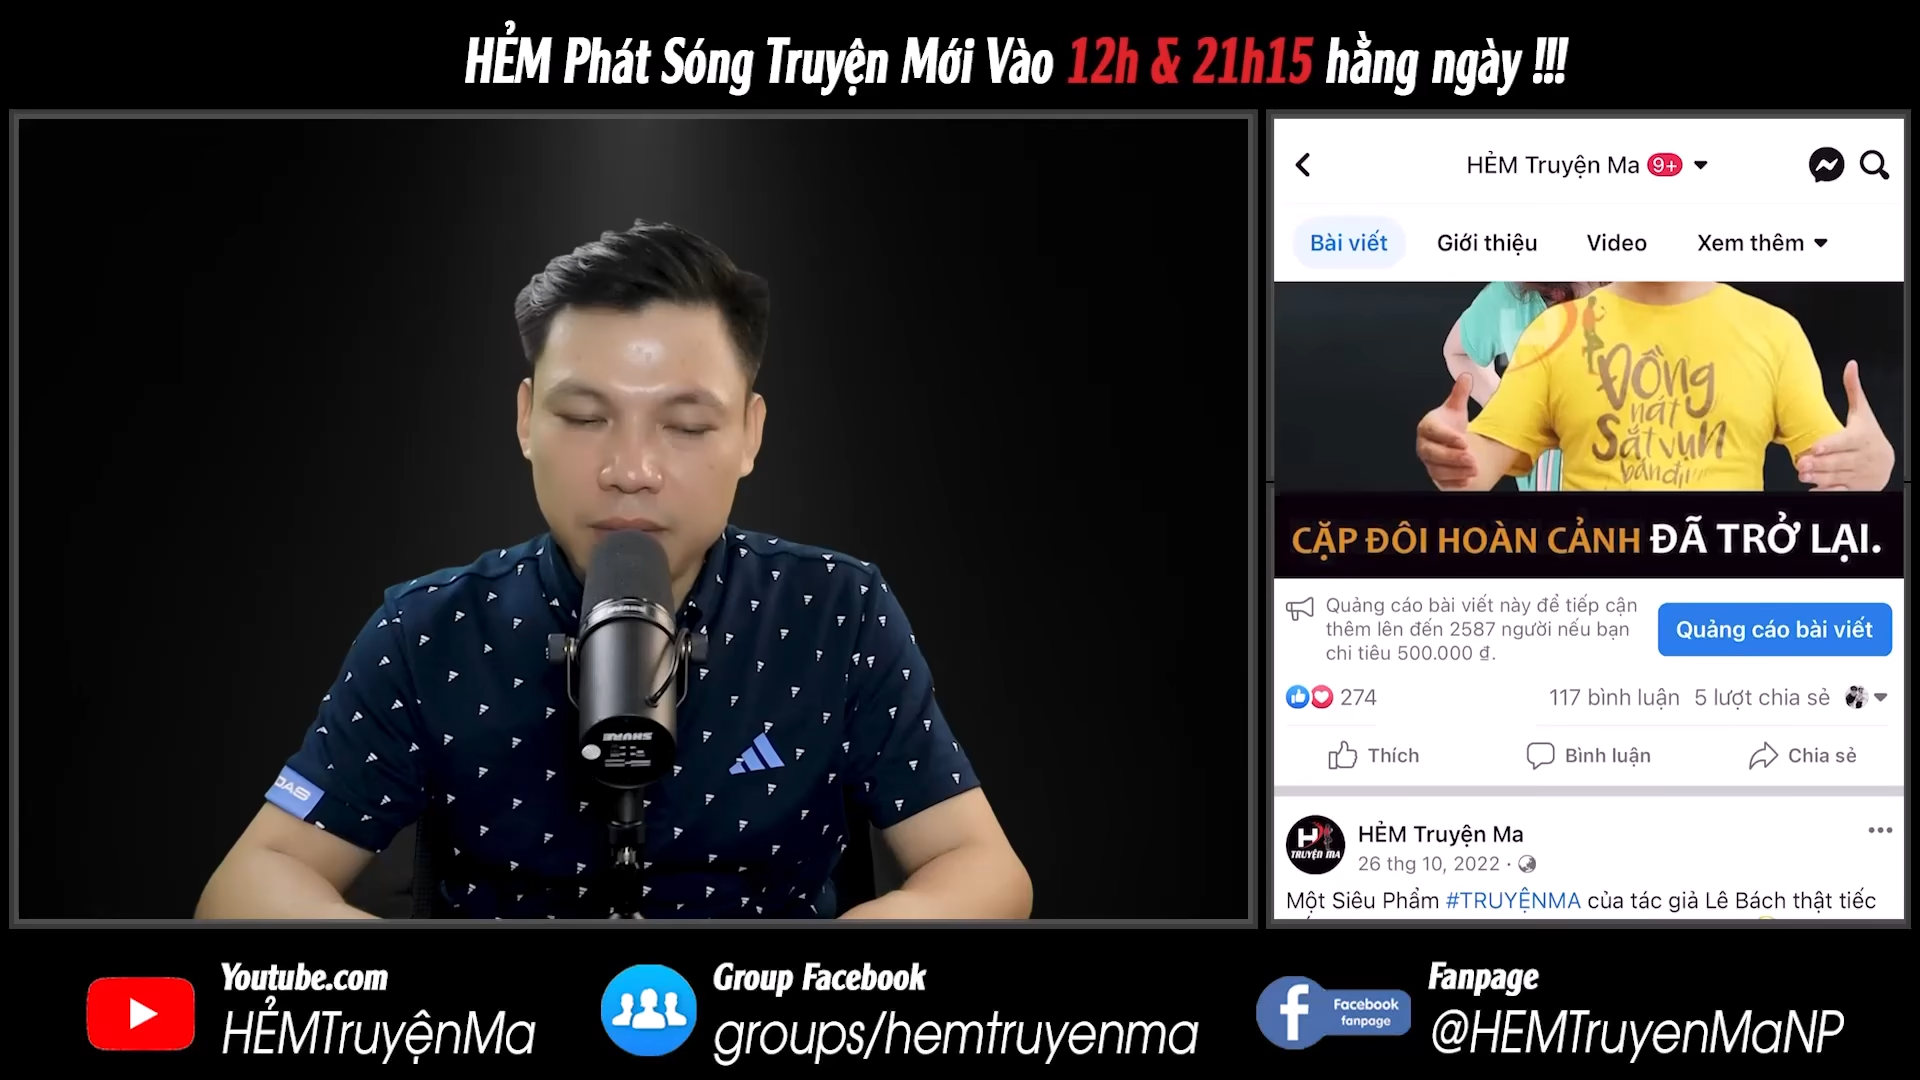 HẺM Phát Sóng Truyện Mới Vào 12h & 21h15 hằng ngày !!!
HẺM Truyện Ma 9+
Bài viết Giới thiệu Video Xem thêm
Đồng
nát
Sắt vụn
bán đi
CẶP ĐÔI HOÀN CẢNH ĐÃ TRỞ LẠI.
Quảng cáo bài viết này để tiếp cận
thêm lên đến 2587 người nếu bạn
chi tiêu 500.000 ₫.
Quảng cáo bài viết
274 117 bình luận 5 lượt chia sẻ
Thích Bình luận Chia sẻ
H
TRUYỆN MA
HẺM Truyện Ma
26 thg 10, 2022 ·
Một Siêu Phẩm #TRUYỆNMA của tác giả Lê Bách thật tiếc
SHURE
Youtube.com
HẺMTruyệnMa
Group Facebook
groups/hemtruyenma
Facebook
fanpage
Fanpage
@HEMTruyenMaNP